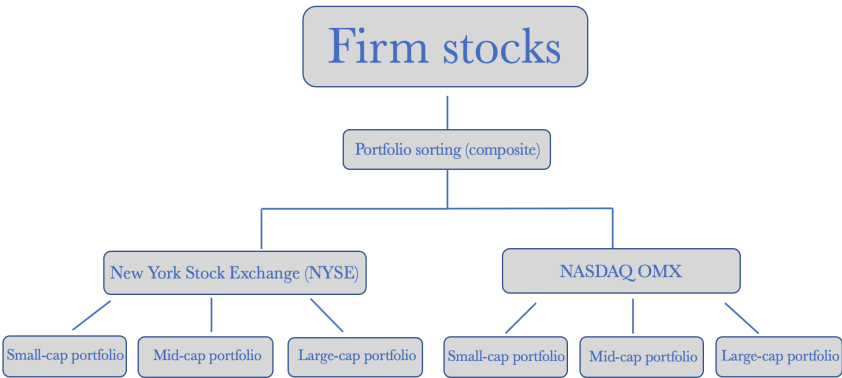 Firm stocks
Portfolio sorting (composite)
New York Stock Exchange (NYSE)
NASDAQ OMX
Small-cap portfolio
Mid-cap portfolio
Large-cap portfolio
Small-cap portfolio
Mid-cap portfolio
Large-cap portfolio